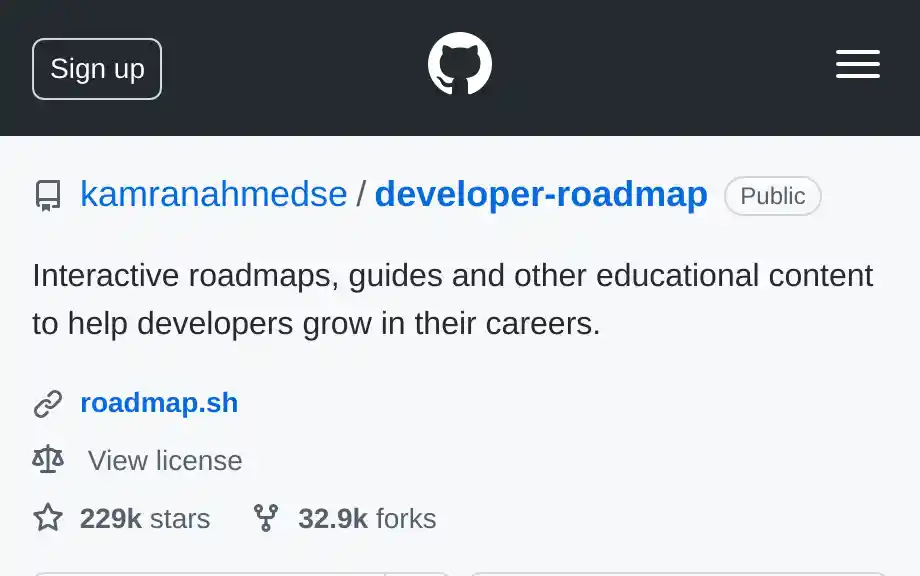 Sign up
kamranahmedse / developer-roadmap Public
Interactive roadmaps, guides and other educational content
to help developers grow in their careers.
roadmap.sh
View license
229k stars 32.9k forks